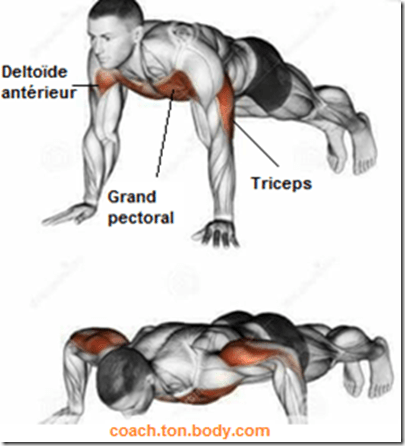 Deltoïde
antérieur
Grand
pectoral
Triceps
coach.ton.body.com